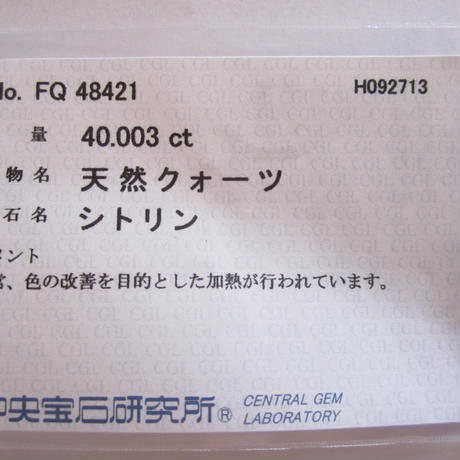 No. FQ 48421 H092713
量 40.003 ct
物名 天然クォーツ
石名 シトリン
メント
常、色の改善を目的とした加熱が行われています。
中央宝石研究所® CENTRAL GEM
LABORATORY